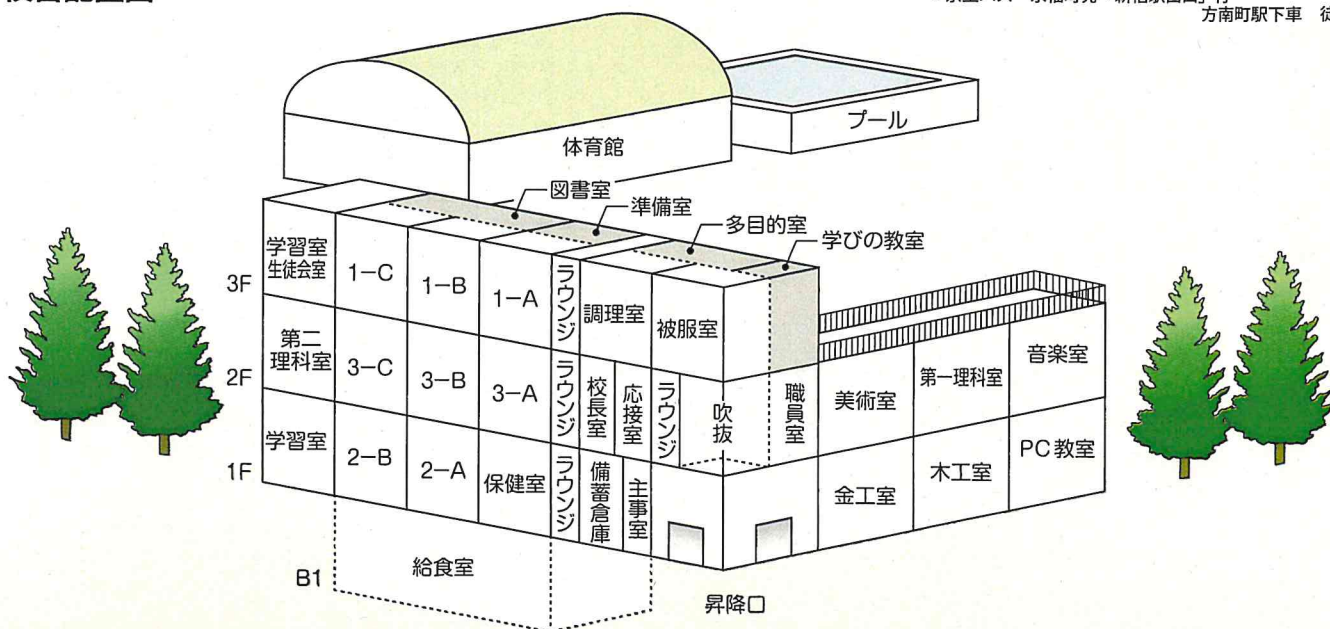 方南町駅下車
プール
体育館
図書室
準備室
多目的室
学びの教室
3F
学習室
生徒会室
1-C
1-B
1-A
ラウンジ
調理室
被服室
2F
第二
理科室
3-C
3-B
3-A
ラウンジ
校長室
応接室
ラウンジ
吹抜
職員室
美術室
第一理科室
音楽室
1F
学習室
2-B
2-A
保健室
ラウンジ
備蓄倉庫
主事室
金工室
木工室
PC教室
B1
給食室
昇降口